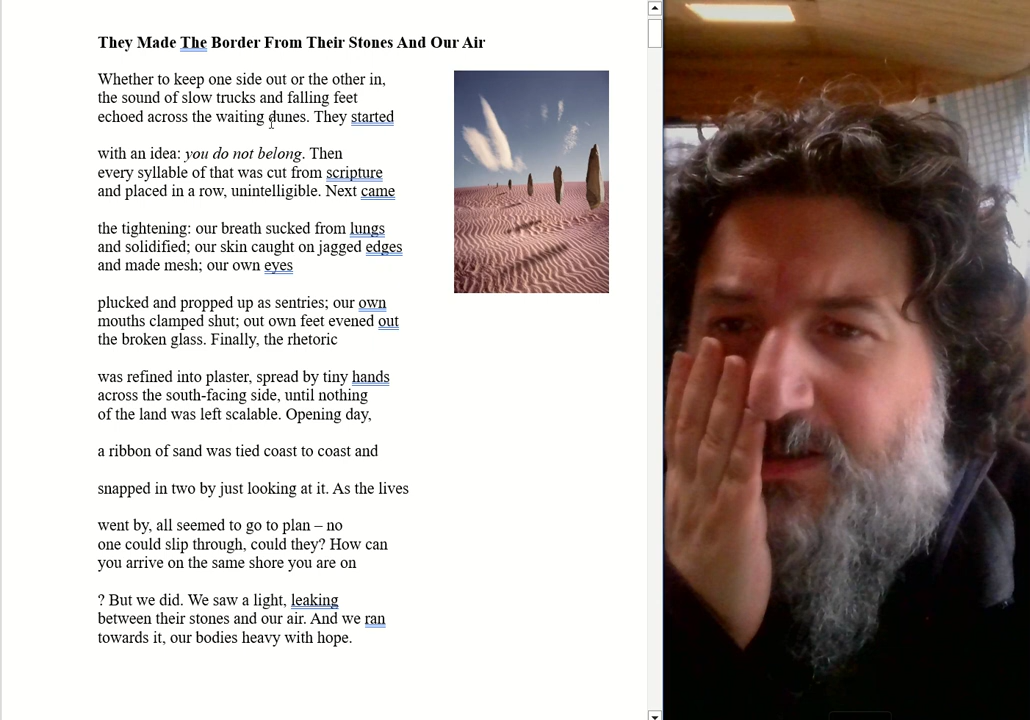 They Made The Border From Their Stones And Our Air
Whether to keep one side out or the other in,
the sound of slow trucks and falling feet
echoed across the waiting dunes. They started
with an idea: you do not belong. Then
every syllable of that was cut from scripture
and placed in a row, unintelligible. Next came
the tightening: our breath sucked from lungs
and solidified; our skin caught on jagged edges
and made mesh; our own eyes
plucked and propped up as sentries; our own
mouths clamped shut; out own feet evened out
the broken glass. Finally, the rhetoric
was refined into plaster, spread by tiny hands
across the south-facing side, until nothing
of the land was left scalable. Opening day,
a ribbon of sand was tied coast to coast and
snapped in two by just looking at it. As the lives
went by, all seemed to go to plan – no
one could slip through, could they? How can
you arrive on the same shore you are on
? But we did. We saw a light, leaking
between their stones and our air. And we ran
towards it, our bodies heavy with hope.